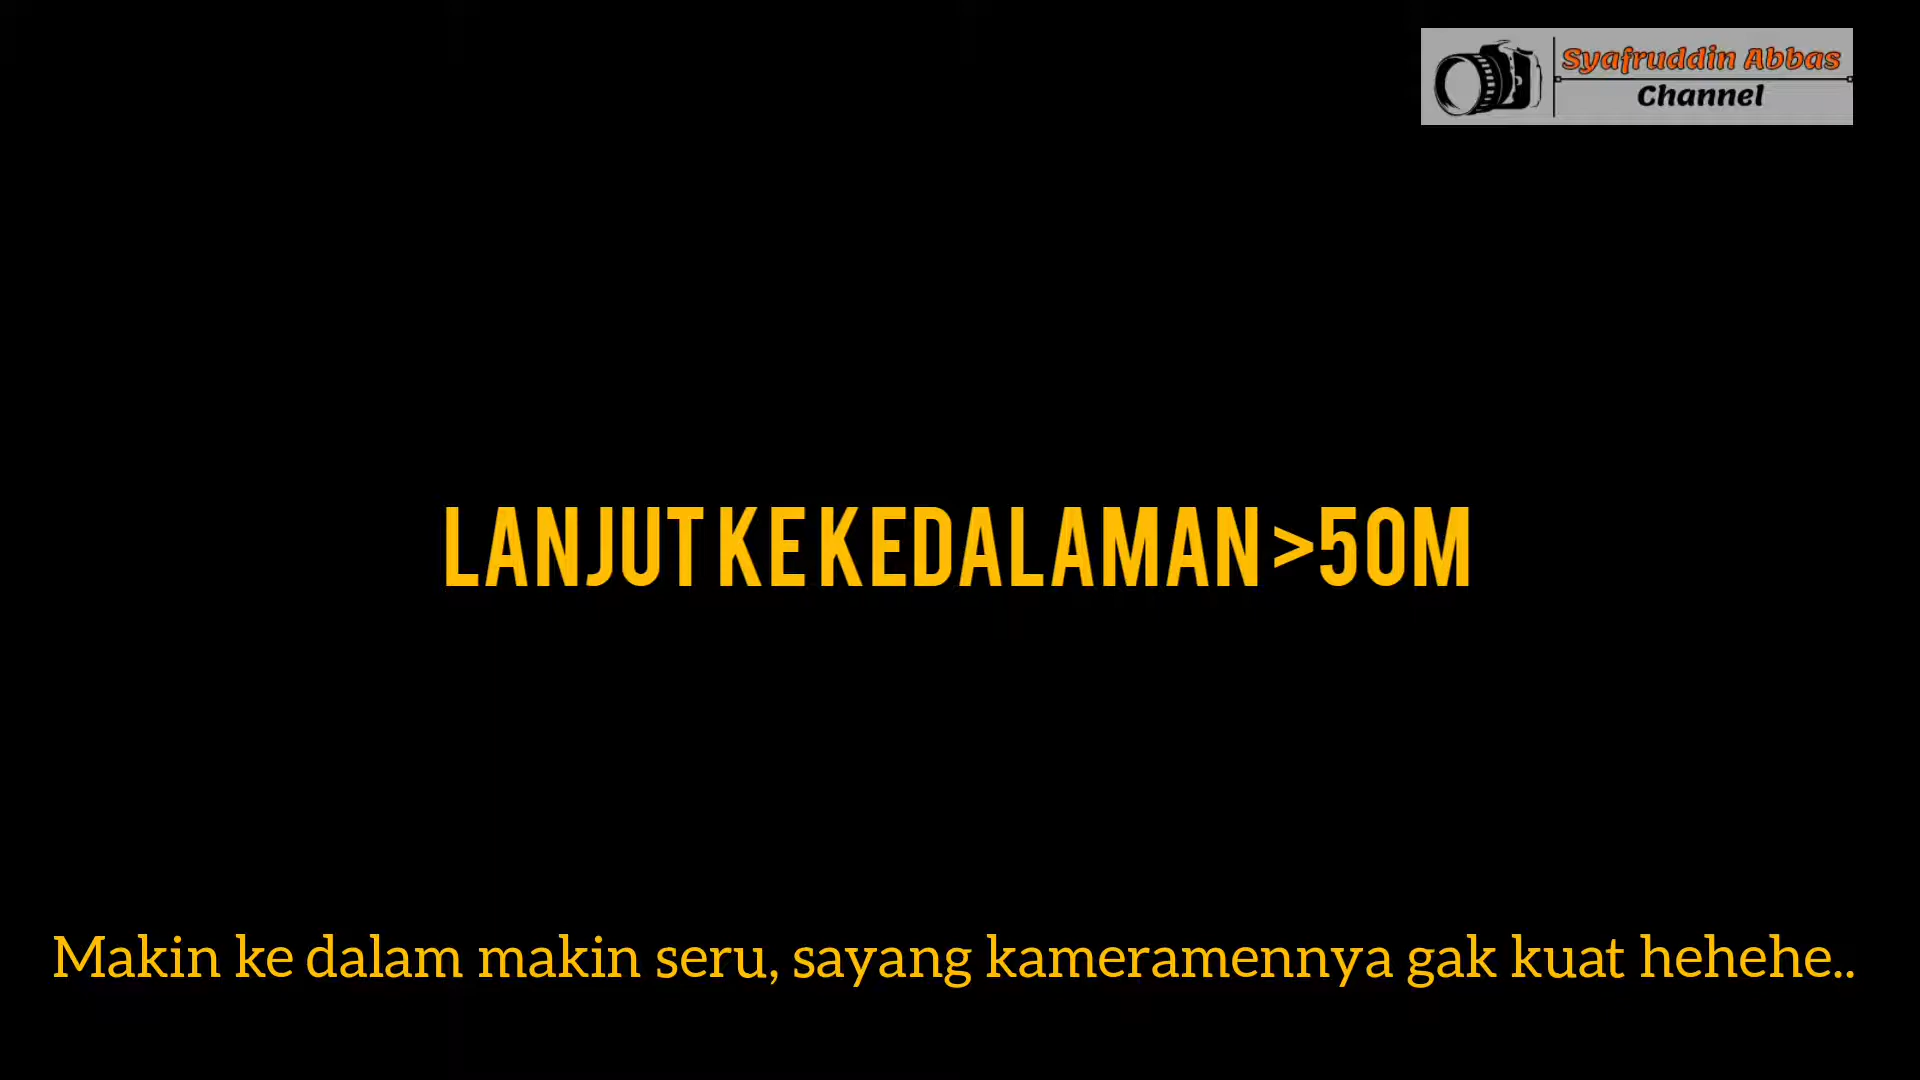 Syafruddin Abbas
Channel
LANJUT KE KEDALAMAN >50M
Makin ke dalam makin seru, sayang kameramennya gak kuat hehehe..